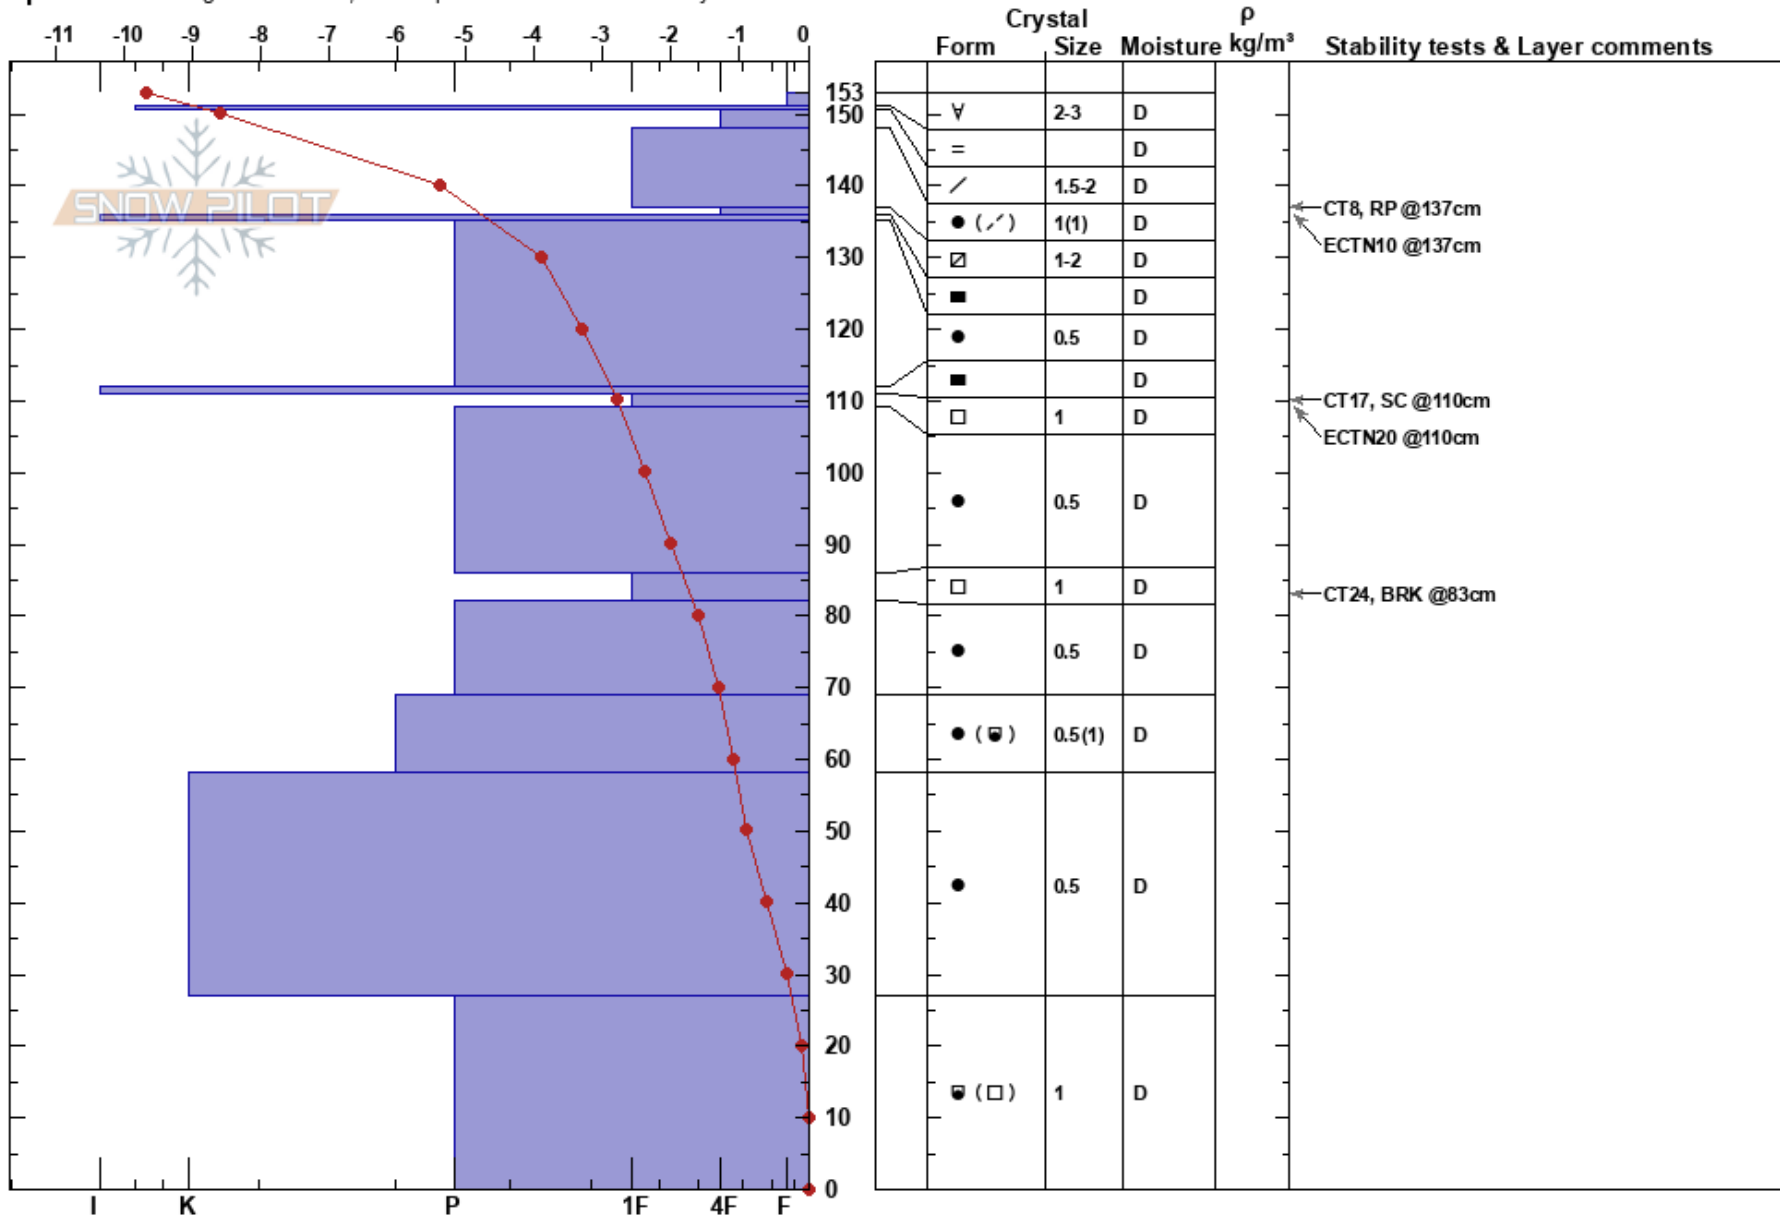 Crystal ρ
Form Size Moisture kg/m³ Stability tests & Layer comments
-11 -10 -9 -8 -7 -6 -5 -4 -3 -2 -1 0
153
150 2-3 D
= D
SNOW PILOT 140 / 1.5-2 D
CT8, RP @137cm
● ( ) 1(1) D
ECTN10 @137cm
130 1-2 D
D
120 0.5 D
D
110 CT17, SC @110cm
1 D
ECTN20 @110cm
100
0.5 D
90
1 D CT24, BRK @83cm
80
0.5 D
70
0.5(1) D
60
50
0.5 D
40
30
20
1 D
10
0
I K P 1F 4F F